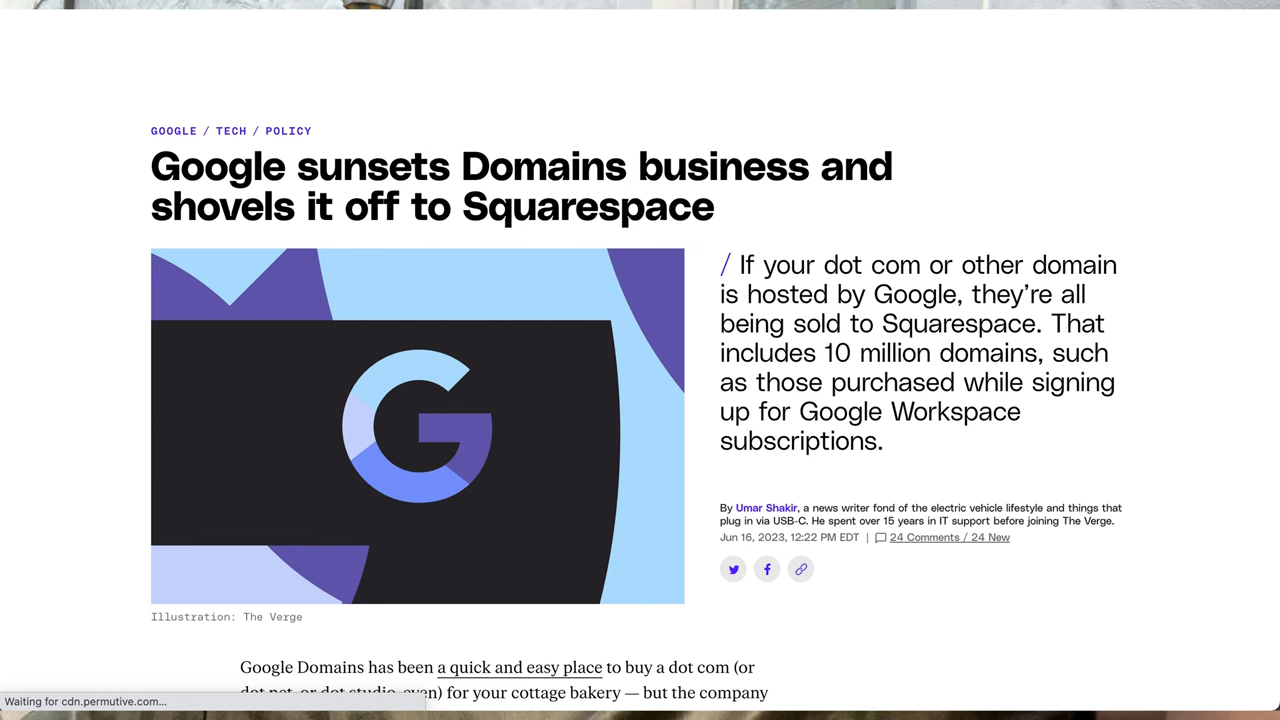 GOOGLE / TECH / POLICY
Google sunsets Domains business and
shovels it off to Squarespace
/ If your dot com or other domain
is hosted by Google, they’re all
being sold to Squarespace. That
includes 10 million domains, such
as those purchased while signing
up for Google Workspace
subscriptions.
By Umar Shakir, a news writer fond of the electric vehicle lifestyle and things that
plug in via USB-C. He spent over 15 years in IT support before joining The Verge.
Jun 16, 2023, 12:22 PM EDT | 24 Comments / 24 New
Illustration: The Verge
Google Domains has been a quick and easy place to buy a dot com (or
dot net, or dot studio, even) for your cottage bakery — but the company
Waiting for cdn.permutive.com...